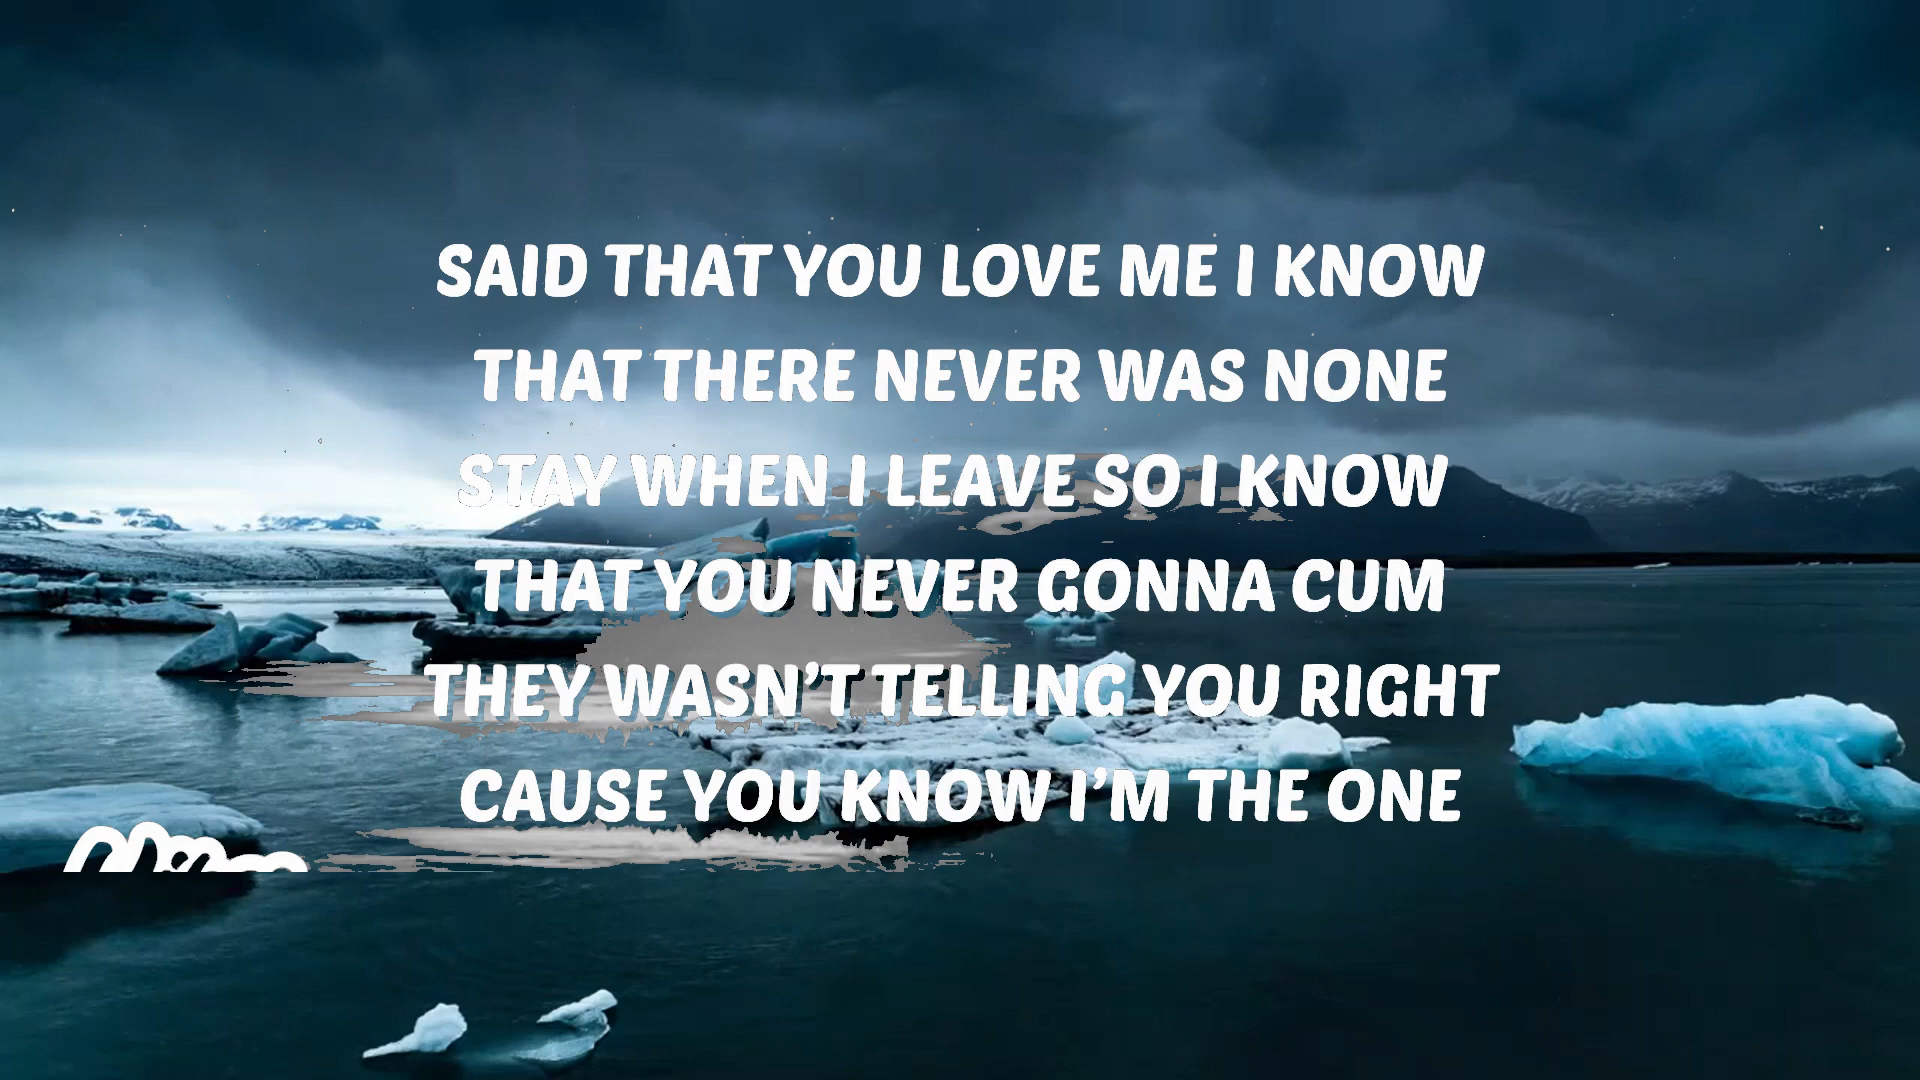 SAID THAT YOU LOVE ME I KNOW
THAT THERE NEVER WAS NONE
STAY WHEN I LEAVE SO I KNOW
THAT YOU NEVER GONNA CUM
THEY WASN’T TELLING YOU RIGHT
CAUSE YOU KNOW I’M THE ONE